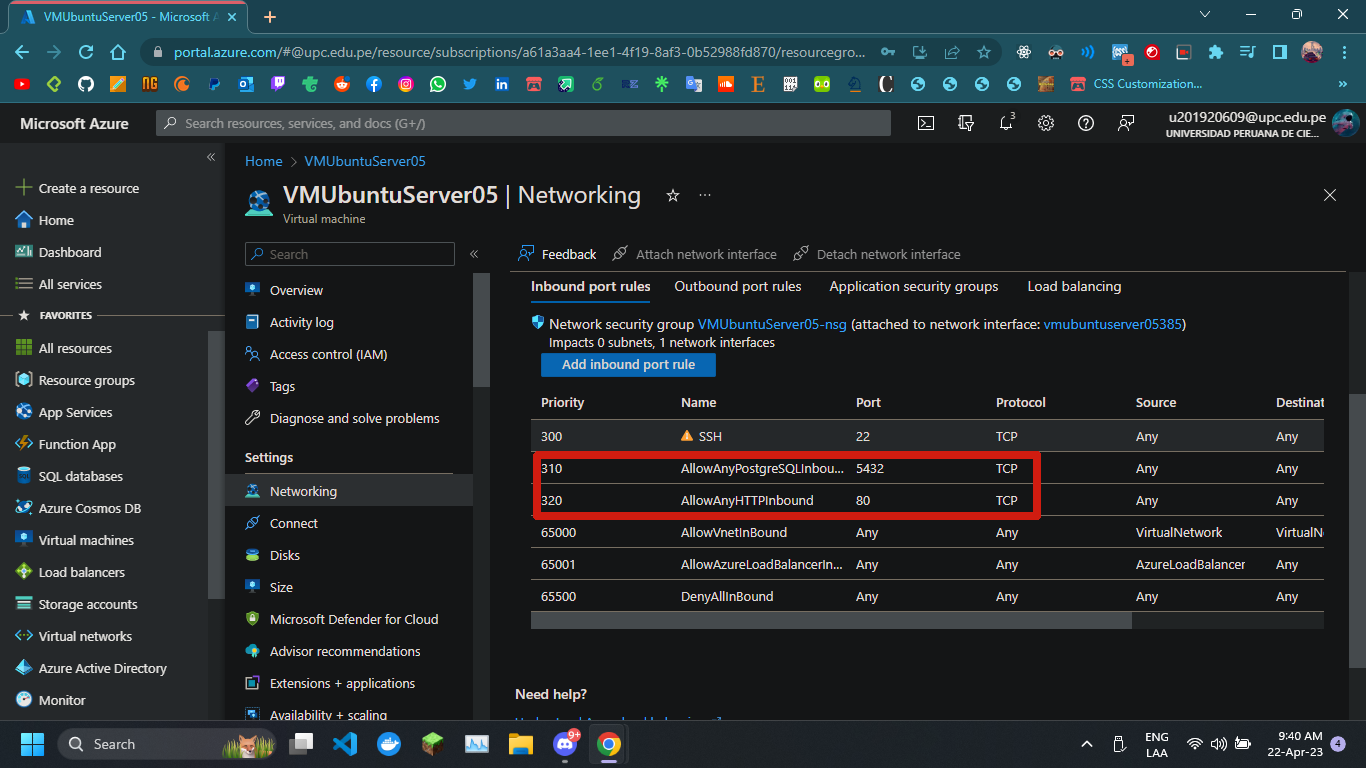 VMUbuntuServer05 - Microsoft A
portal.azure.com/#@upc.edu.pe/resource/subscriptions/a61a3aa4-1ee1-4f19-8af3-0b52988fd870/resourcegro...
CSS Customization...
Microsoft Azure
Search resources, services, and docs (G+/)
3
u201920609@upc.edu.pe
UNIVERSIDAD PERUANA DE CIE...
Create a resource
Home
Dashboard
All services
FAVORITES
All resources
Resource groups
App Services
Function App
SQL databases
Azure Cosmos DB
Virtual machines
Load balancers
Storage accounts
Virtual networks
Azure Active Directory
Monitor
Home > VMUbuntuServer05
VMUbuntuServer05 | Networking
Virtual machine
Search
Overview
Activity log
Access control (IAM)
Tags
Diagnose and solve problems
Settings
Networking
Connect
Disks
Size
Microsoft Defender for Cloud
Advisor recommendations
Extensions + applications
Availability + scaling
Feedback Attach network interface Detach network interface
Inbound port rules Outbound port rules Application security groups Load balancing
Network security group VMUbuntuServer05-nsg (attached to network interface: vmubuntuserver05385)
Impacts 0 subnets, 1 network interfaces
Add inbound port rule
Priority Name Port Protocol Source Destinat
300 SSH 22 TCP Any Any
310 AllowAnyPostgreSQLInbou... 5432 TCP Any Any
320 AllowAnyHTTPInbound 80 TCP Any Any
65000 AllowVnetInBound Any Any VirtualNetwork VirtualN
65001 AllowAzureLoadBalancerIn... Any Any AzureLoadBalancer Any
65500 DenyAllInBound Any Any Any Any
Need help?
Search
9+
ENG
LAA
9:40 AM
22-Apr-23
4